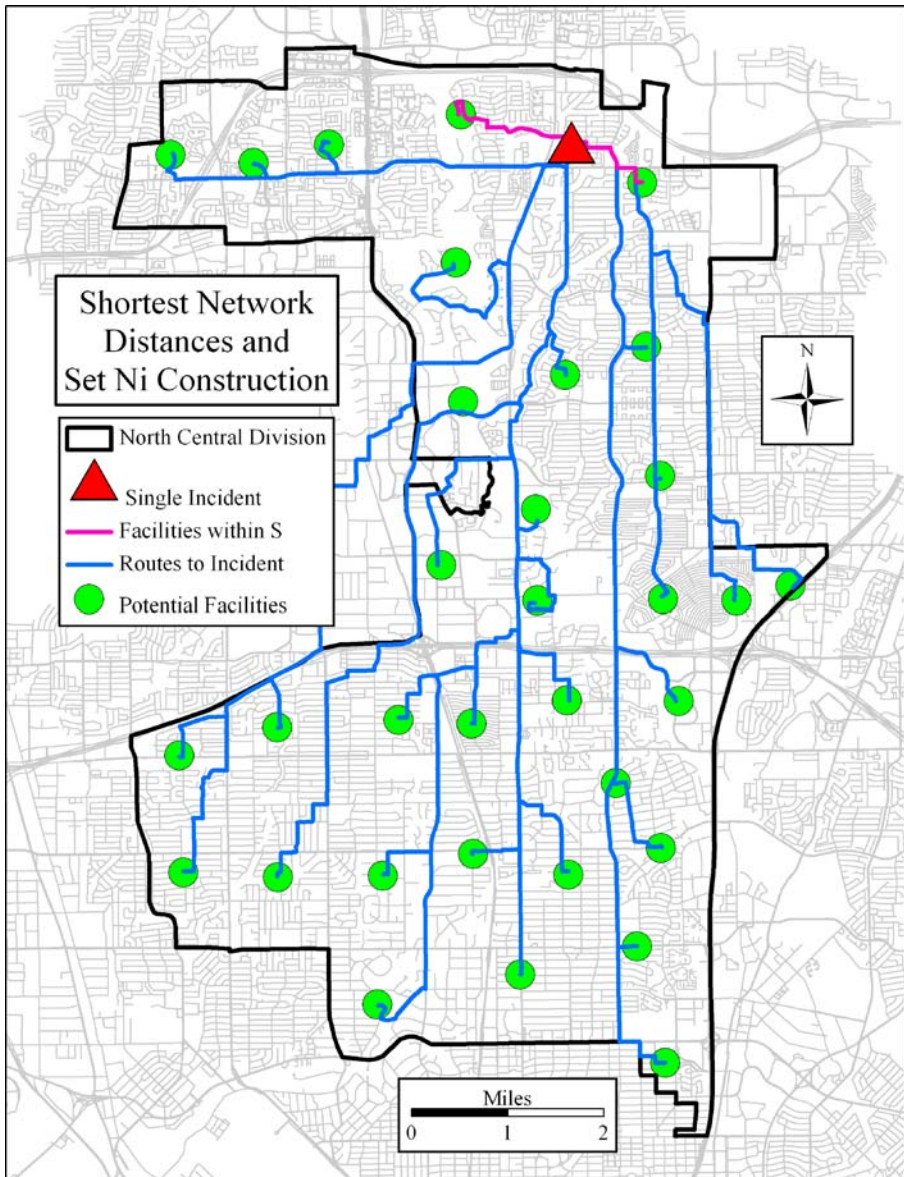 Shortest Network
Distances and
Set Ni Construction
North Central Division
Single Incident
Facilities within S
Routes to Incident
Potential Facilities
N
Miles
0 1 2